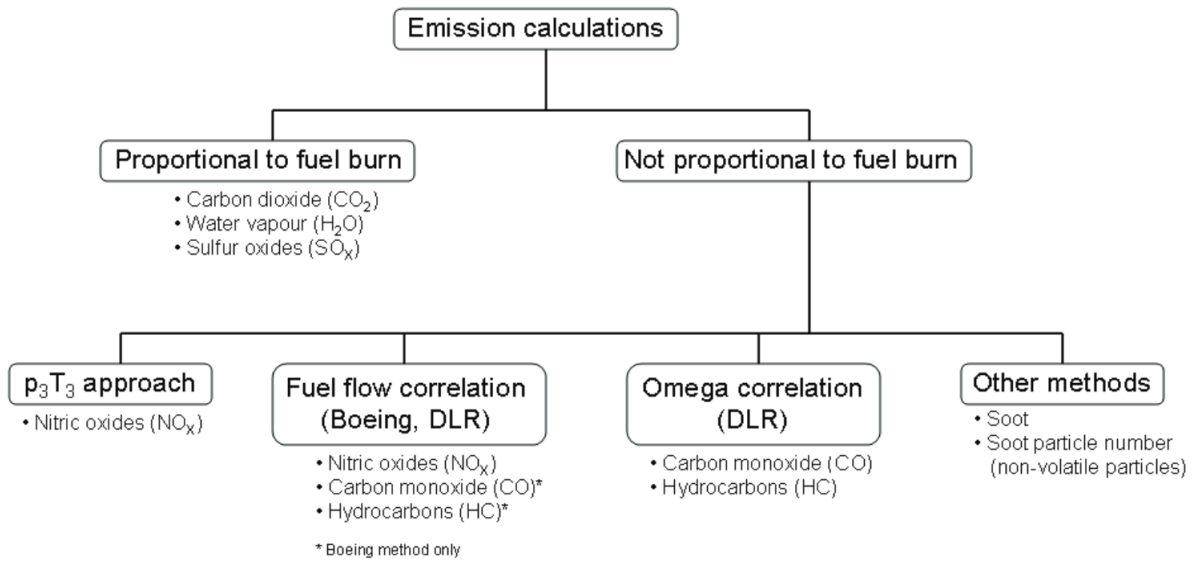 Emission calculations
Proportional to fuel burn
• Carbon dioxide (CO₂)
• Water vapour (H₂O)
• Sulfur oxides (SOₓ)
Not proportional to fuel burn
p₃T₃ approach
• Nitric oxides (NOₓ)
Fuel flow correlation
(Boeing, DLR)
• Nitric oxides (NOₓ)
• Carbon monoxide (CO)*
• Hydrocarbons (HC)*
* Boeing method only
Omega correlation
(DLR)
• Carbon monoxide (CO)
• Hydrocarbons (HC)
Other methods
• Soot
• Soot particle number
(non-volatile particles)